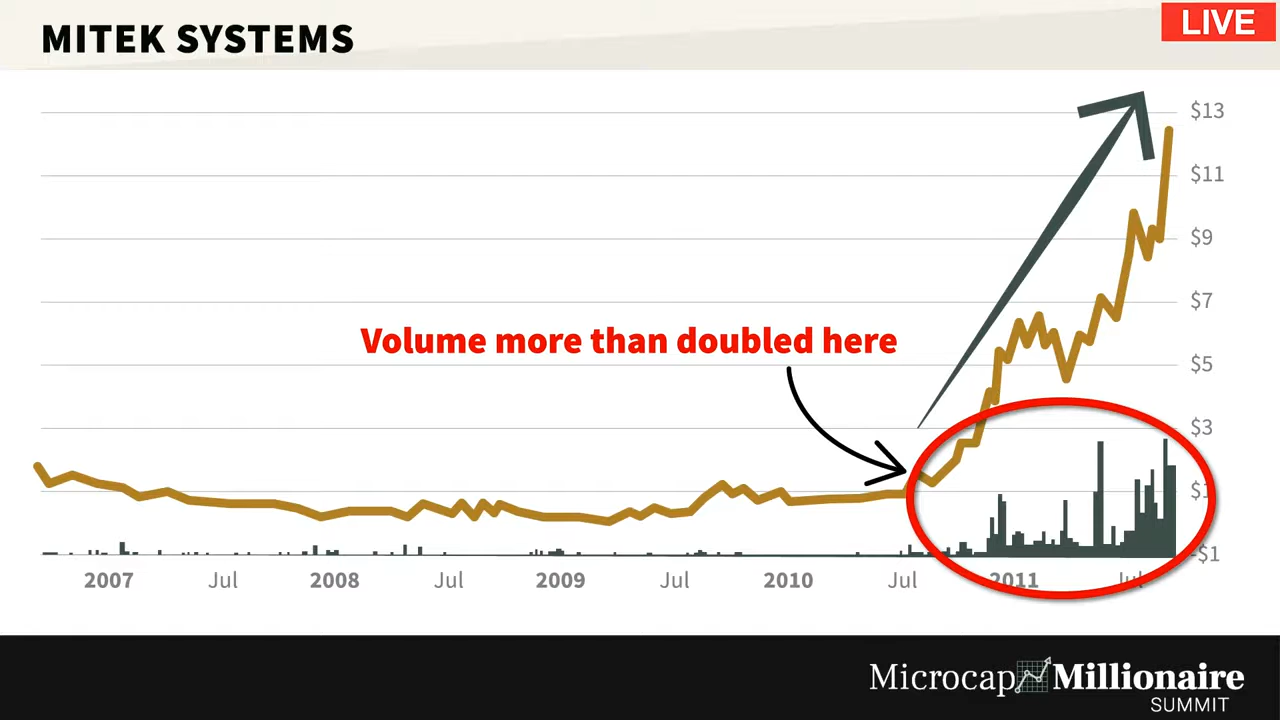 MITEK SYSTEMS
LIVE
$13
$11
$9
$7
Volume more than doubled here
$5
$3
$1
-$1
2007 Jul 2008 Jul 2009 Jul 2010 Jul 2011 Jul
Microcap Millionaire
SUMMIT